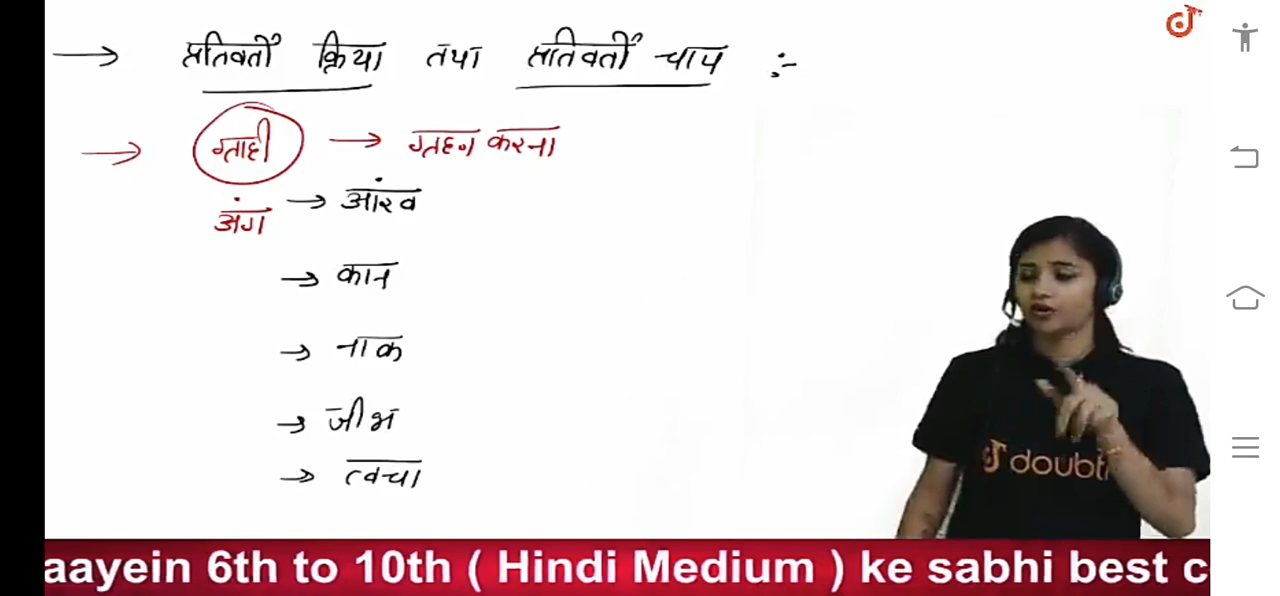 → प्रतिवर्ती क्रिया तथा प्रतिवर्ती चाप :-
→ ग्राही → ग्रहण करना
अंग → आंख
→ कान
→ नाक
→ जीभ
→ त्वचा
doubt
aayein 6th to 10th ( Hindi Medium ) ke sabhi best c